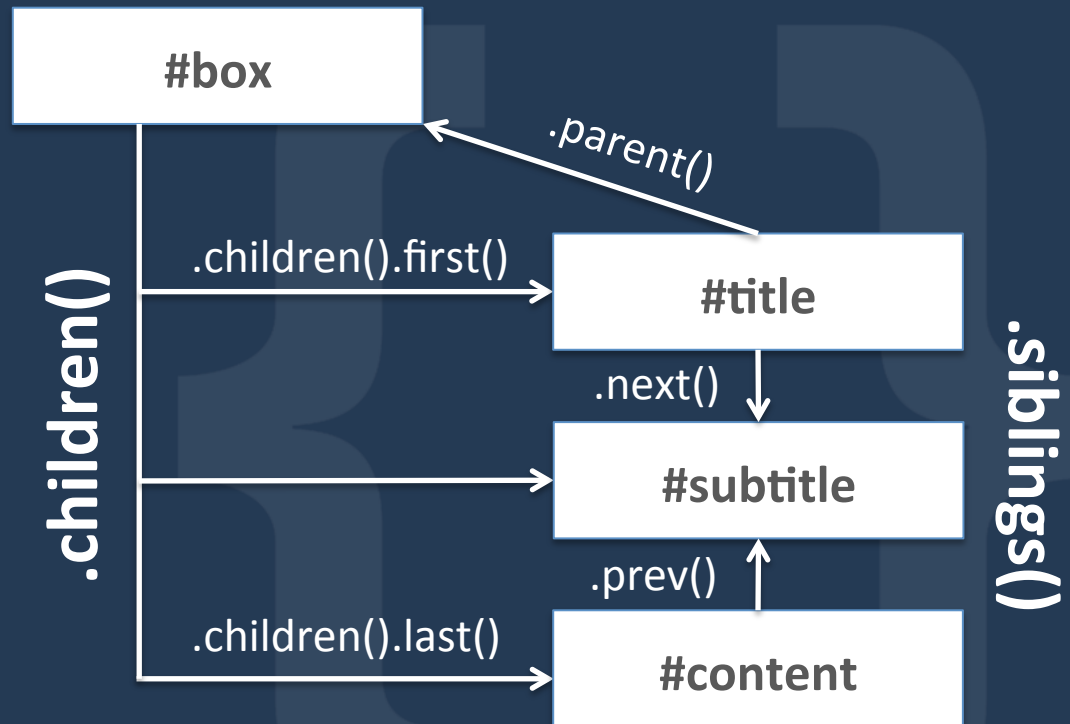 #box
.parent()
.children().first()
#title
.children()
.siblings()
.next()
#subtitle
.prev()
.children().last()
#content